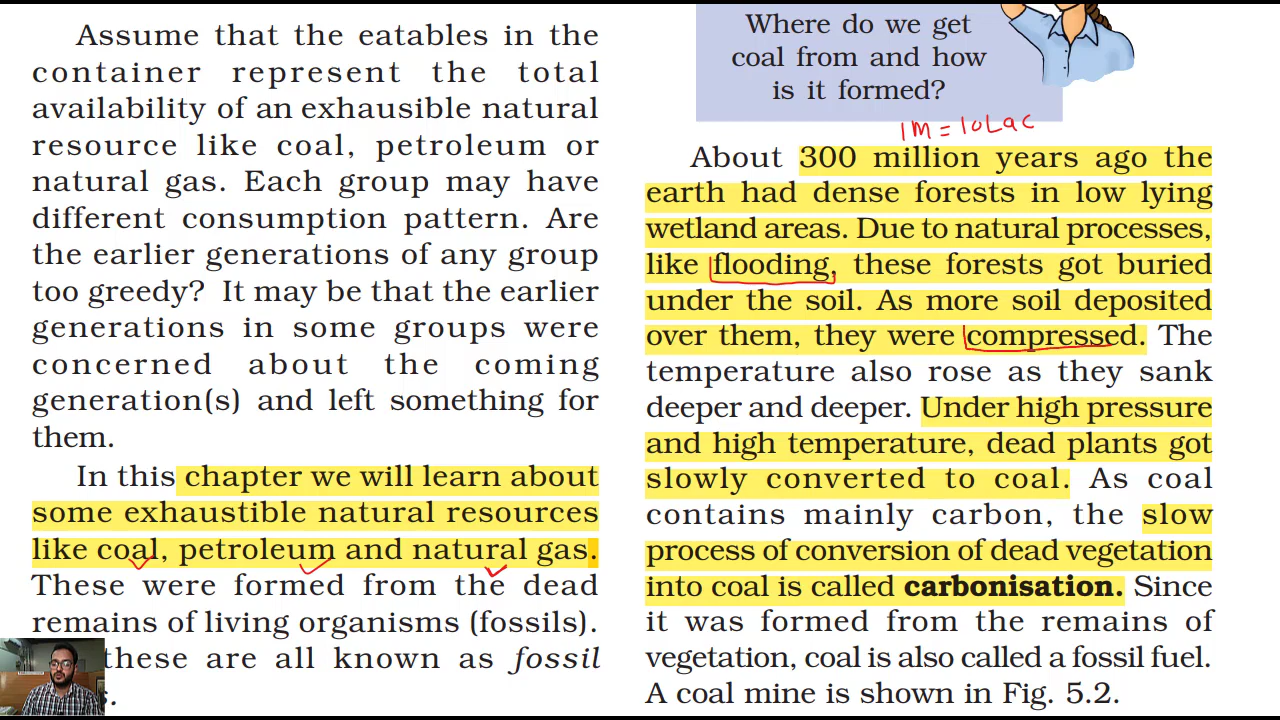 Assume that the eatables in the
container represent the total
availability of an exhausible natural
resource like coal, petroleum or
natural gas. Each group may have
different consumption pattern. Are
the earlier generations of any group
too greedy? It may be that the earlier
generations in some groups were
concerned about the coming
generation(s) and left something for
them.
In this chapter we will learn about
some exhaustible natural resources
like coal, petroleum and natural gas.
These were formed from the dead
remains of living organisms (fossils).
these are all known as fossil
Where do we get
coal from and how
is it formed?
1M = 10Lac
About 300 million years ago the
earth had dense forests in low lying
wetland areas. Due to natural processes,
like flooding, these forests got buried
under the soil. As more soil deposited
over them, they were compressed. The
temperature also rose as they sank
deeper and deeper. Under high pressure
and high temperature, dead plants got
slowly converted to coal. As coal
contains mainly carbon, the slow
process of conversion of dead vegetation
into coal is called carbonisation. Since
it was formed from the remains of
vegetation, coal is also called a fossil fuel.
A coal mine is shown in Fig. 5.2.